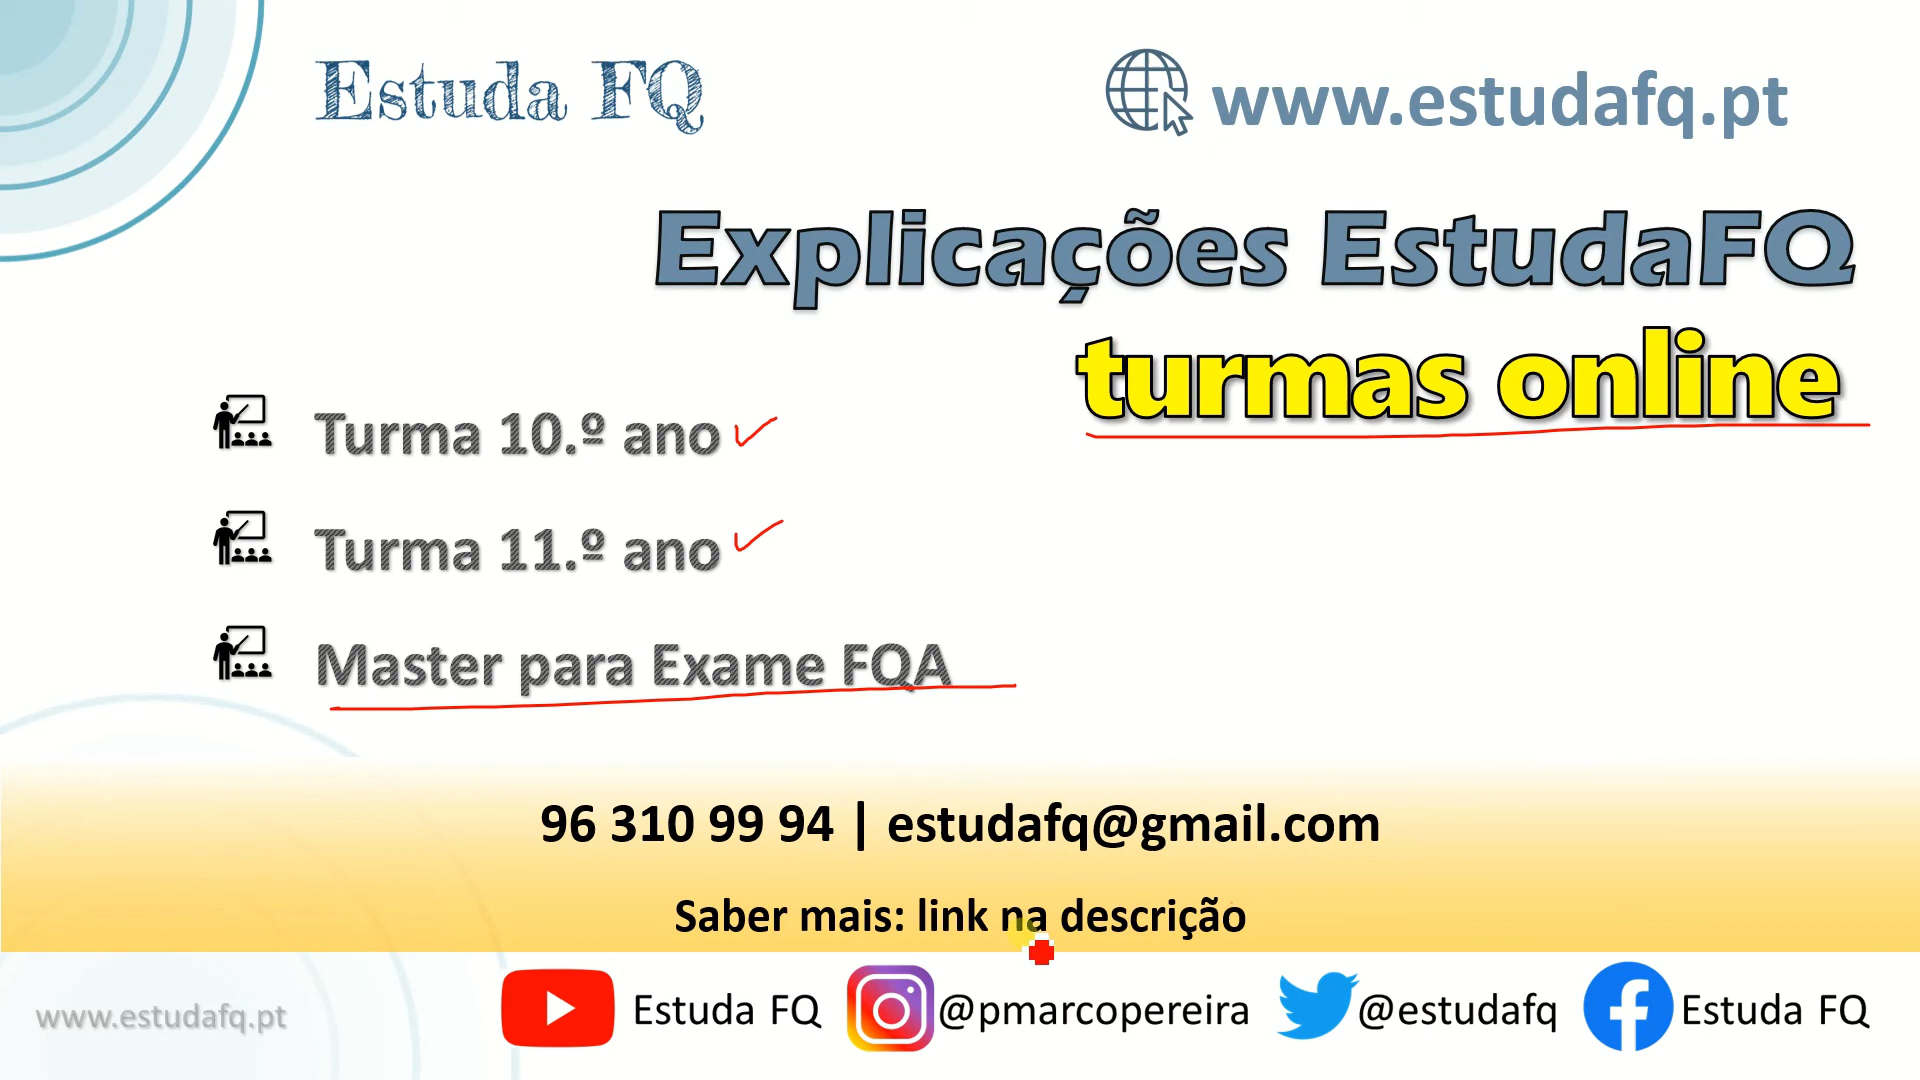 Estuda FQ
www.estudafq.pt
Explicações EstudaFQ
turmas online
Turma 10.º ano
Turma 11.º ano
Master para Exame FQA
96 310 99 94 | estudafq@gmail.com
Saber mais: link na descrição
www.estudafq.pt
Estuda FQ
@pmarcopereira
@estudafq
Estuda FQ